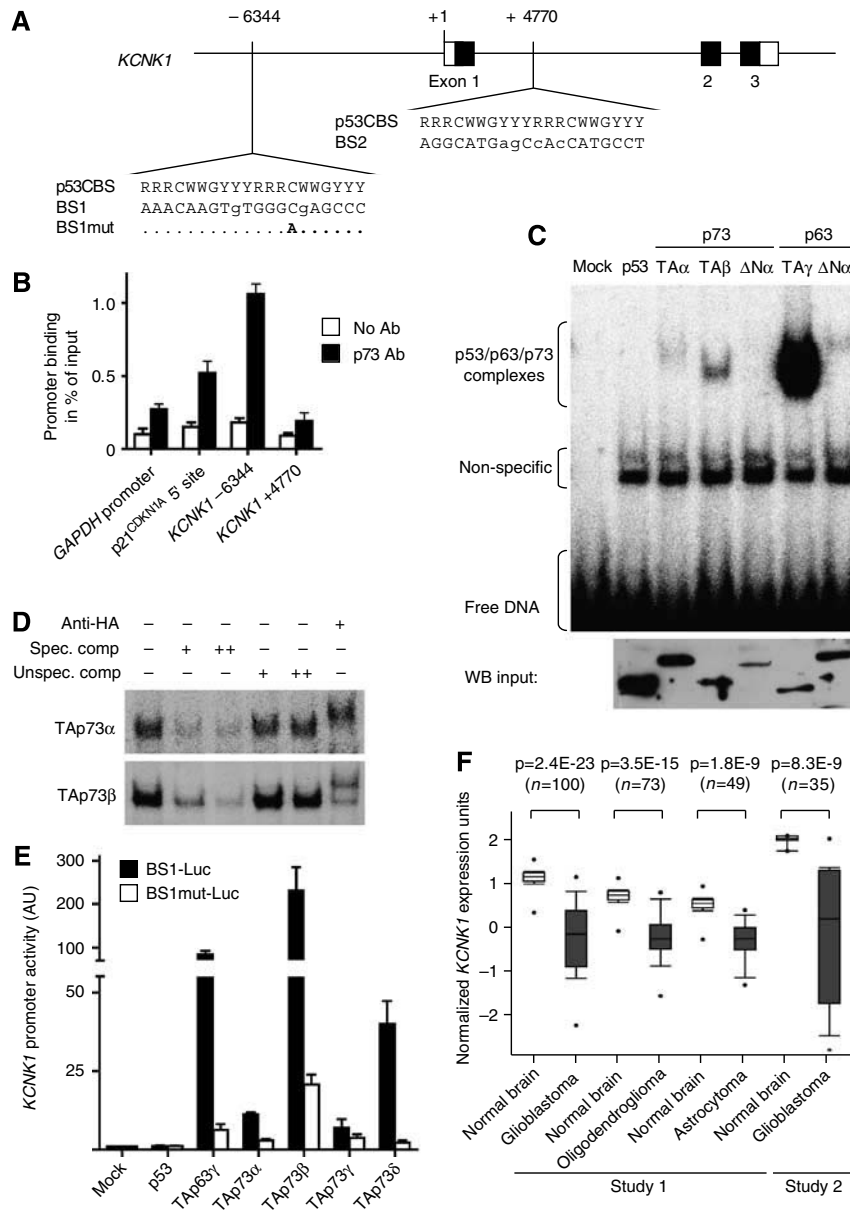 A
− 6344
+1
+ 4770
KCNK1
Exon 1
2
3
p53CBS RRRCWWGYYYRRRCWWGYYY
BS2 AGGCATGagCcAcCATGCCT
p53CBS RRRCWWGYYYRRRCWWGYYY
BS1 AAACAAGTgTGGGCgAGCCC
BS1mut .............A......
B
Promoter binding
in % of input
1.0
0.5
0
No Ab
p73 Ab
GAPDH promoter
p21CDKN1A 5′ site
KCNK1 −6344
KCNK1 +4770
C
p73
p63
Mock p53 TAα TAβ ΔNα TAγ ΔNα
p53/p63/p73
complexes
Non-specific
Free DNA
WB input:
D
Anti-HA − − − − − +
Spec. comp − + ++ − − −
Unspec. comp − − − + ++ −
TAp73α
TAp73β
E
KCNK1 promoter activity (AU)
300
200
100
50
25
BS1-Luc
BS1mut-Luc
Mock
p53
TAp63γ
TAp73α
TAp73β
TAp73γ
TAp73δ
F
p=2.4E-23 p=3.5E-15 p=1.8E-9 p=8.3E-9
(n=100) (n=73) (n=49) (n=35)
Normalized KCNK1 expression units
2
1
0
−1
−2
Normal brain
Glioblastoma
Normal brain
Oligodendroglioma
Normal brain
Astrocytoma
Normal brain
Glioblastoma
Study 1
Study 2